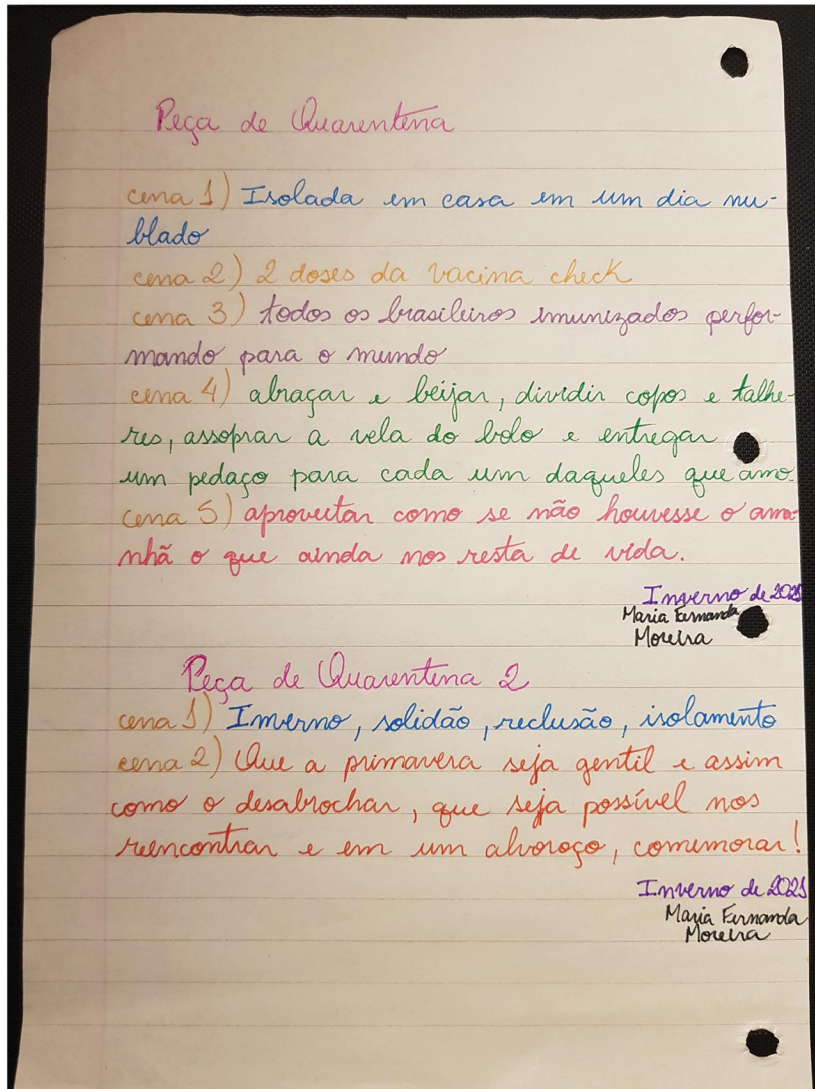 Peça de Quarentena
cena 1) Isolada em casa em um dia nu-
blado
cena 2) 2 doses da vacina check
cena 3) todos os brasileiros imunizados perfor-
mando para o mundo
cena 4) abraçar e beijar, dividir copos e talhe-
res, assoprar a vela do bolo e entregar
um pedaço para cada um daqueles que amo.
cena 5) aproveitar como se não houvesse o ama-
nhã o que ainda nos resta de vida.
Inverno de 2021
Maria Fernanda
Moreira
Peça de Quarentena 2
cena 1) Inverno, solidão, reclusão, isolamento
cena 2) Que a primavera seja gentil e assim
como o desabrochar, que seja possível nos
reencontrar e em um alvoroço, comemorar!
Inverno de 2021
Maria Fernanda
Moreira